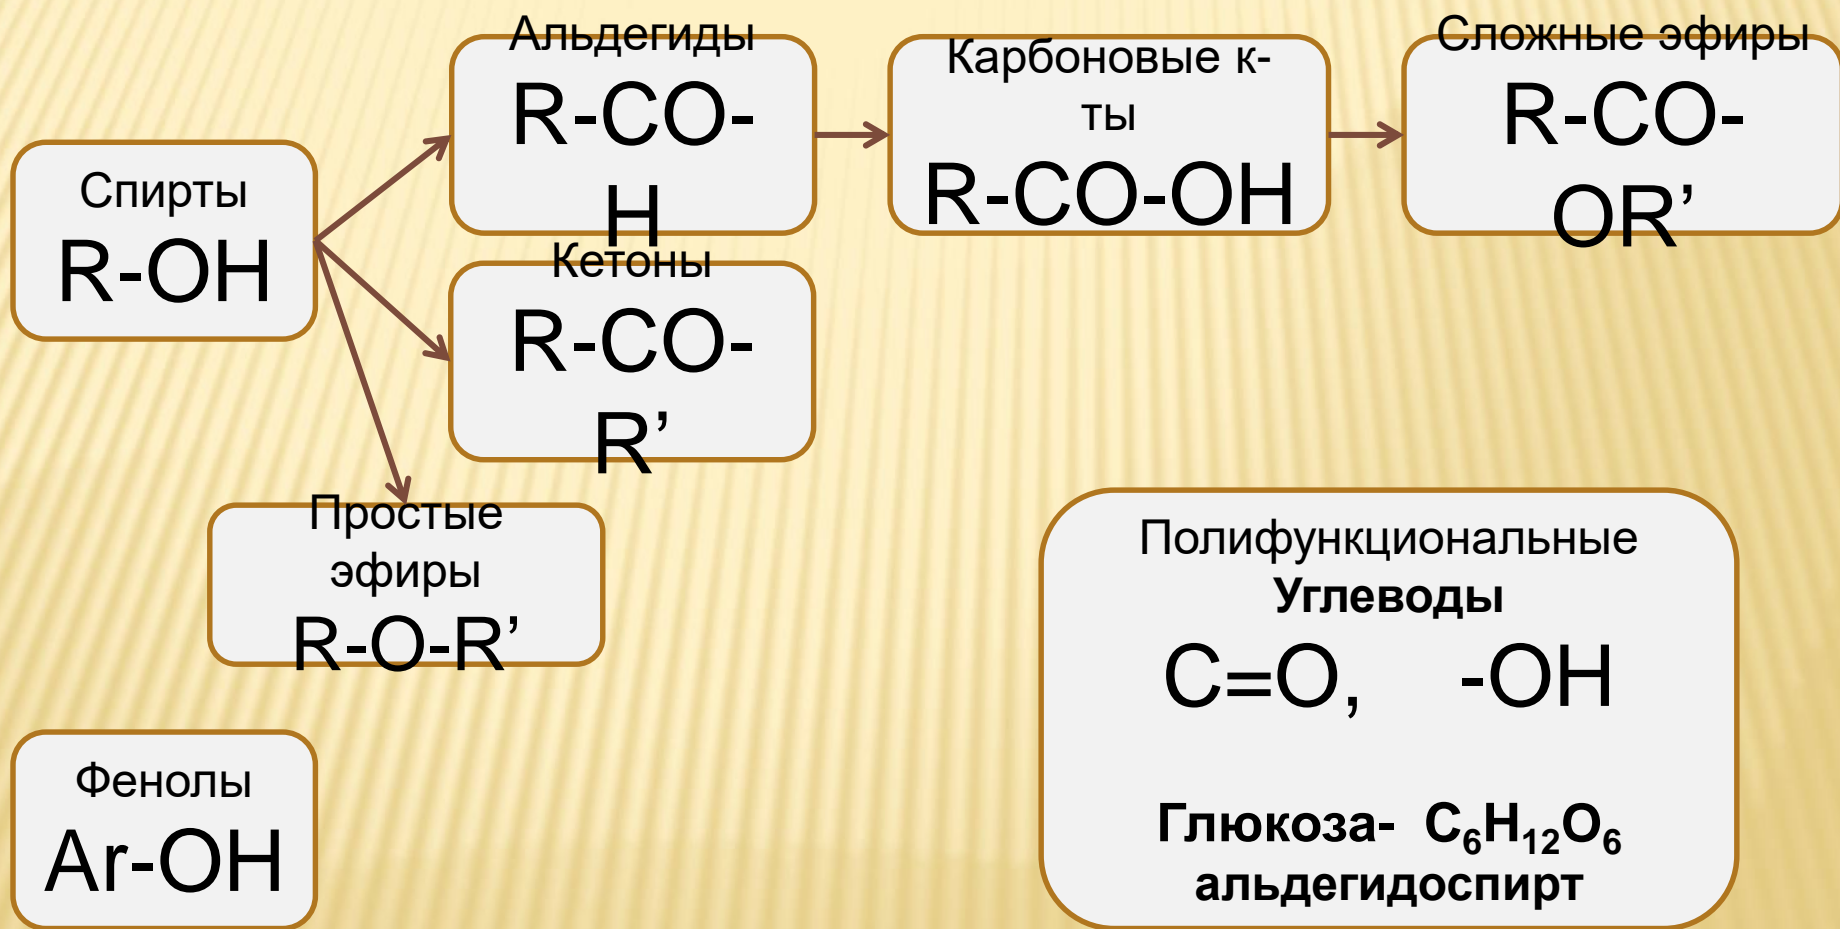 Альдегиды
R-CO-
H
Карбоновые к-
ты
R-CO-OH
Сложные эфиры
R-CO-
OR’
Спирты
R-OH
Кетоны
R-CO-
R’
Простые
эфиры
R-O-R’
Полифункциональные
Углеводы
C=O, -OH
Глюкоза- C₆H₁₂O₆
альдегидоспирт
Фенолы
Ar-OH